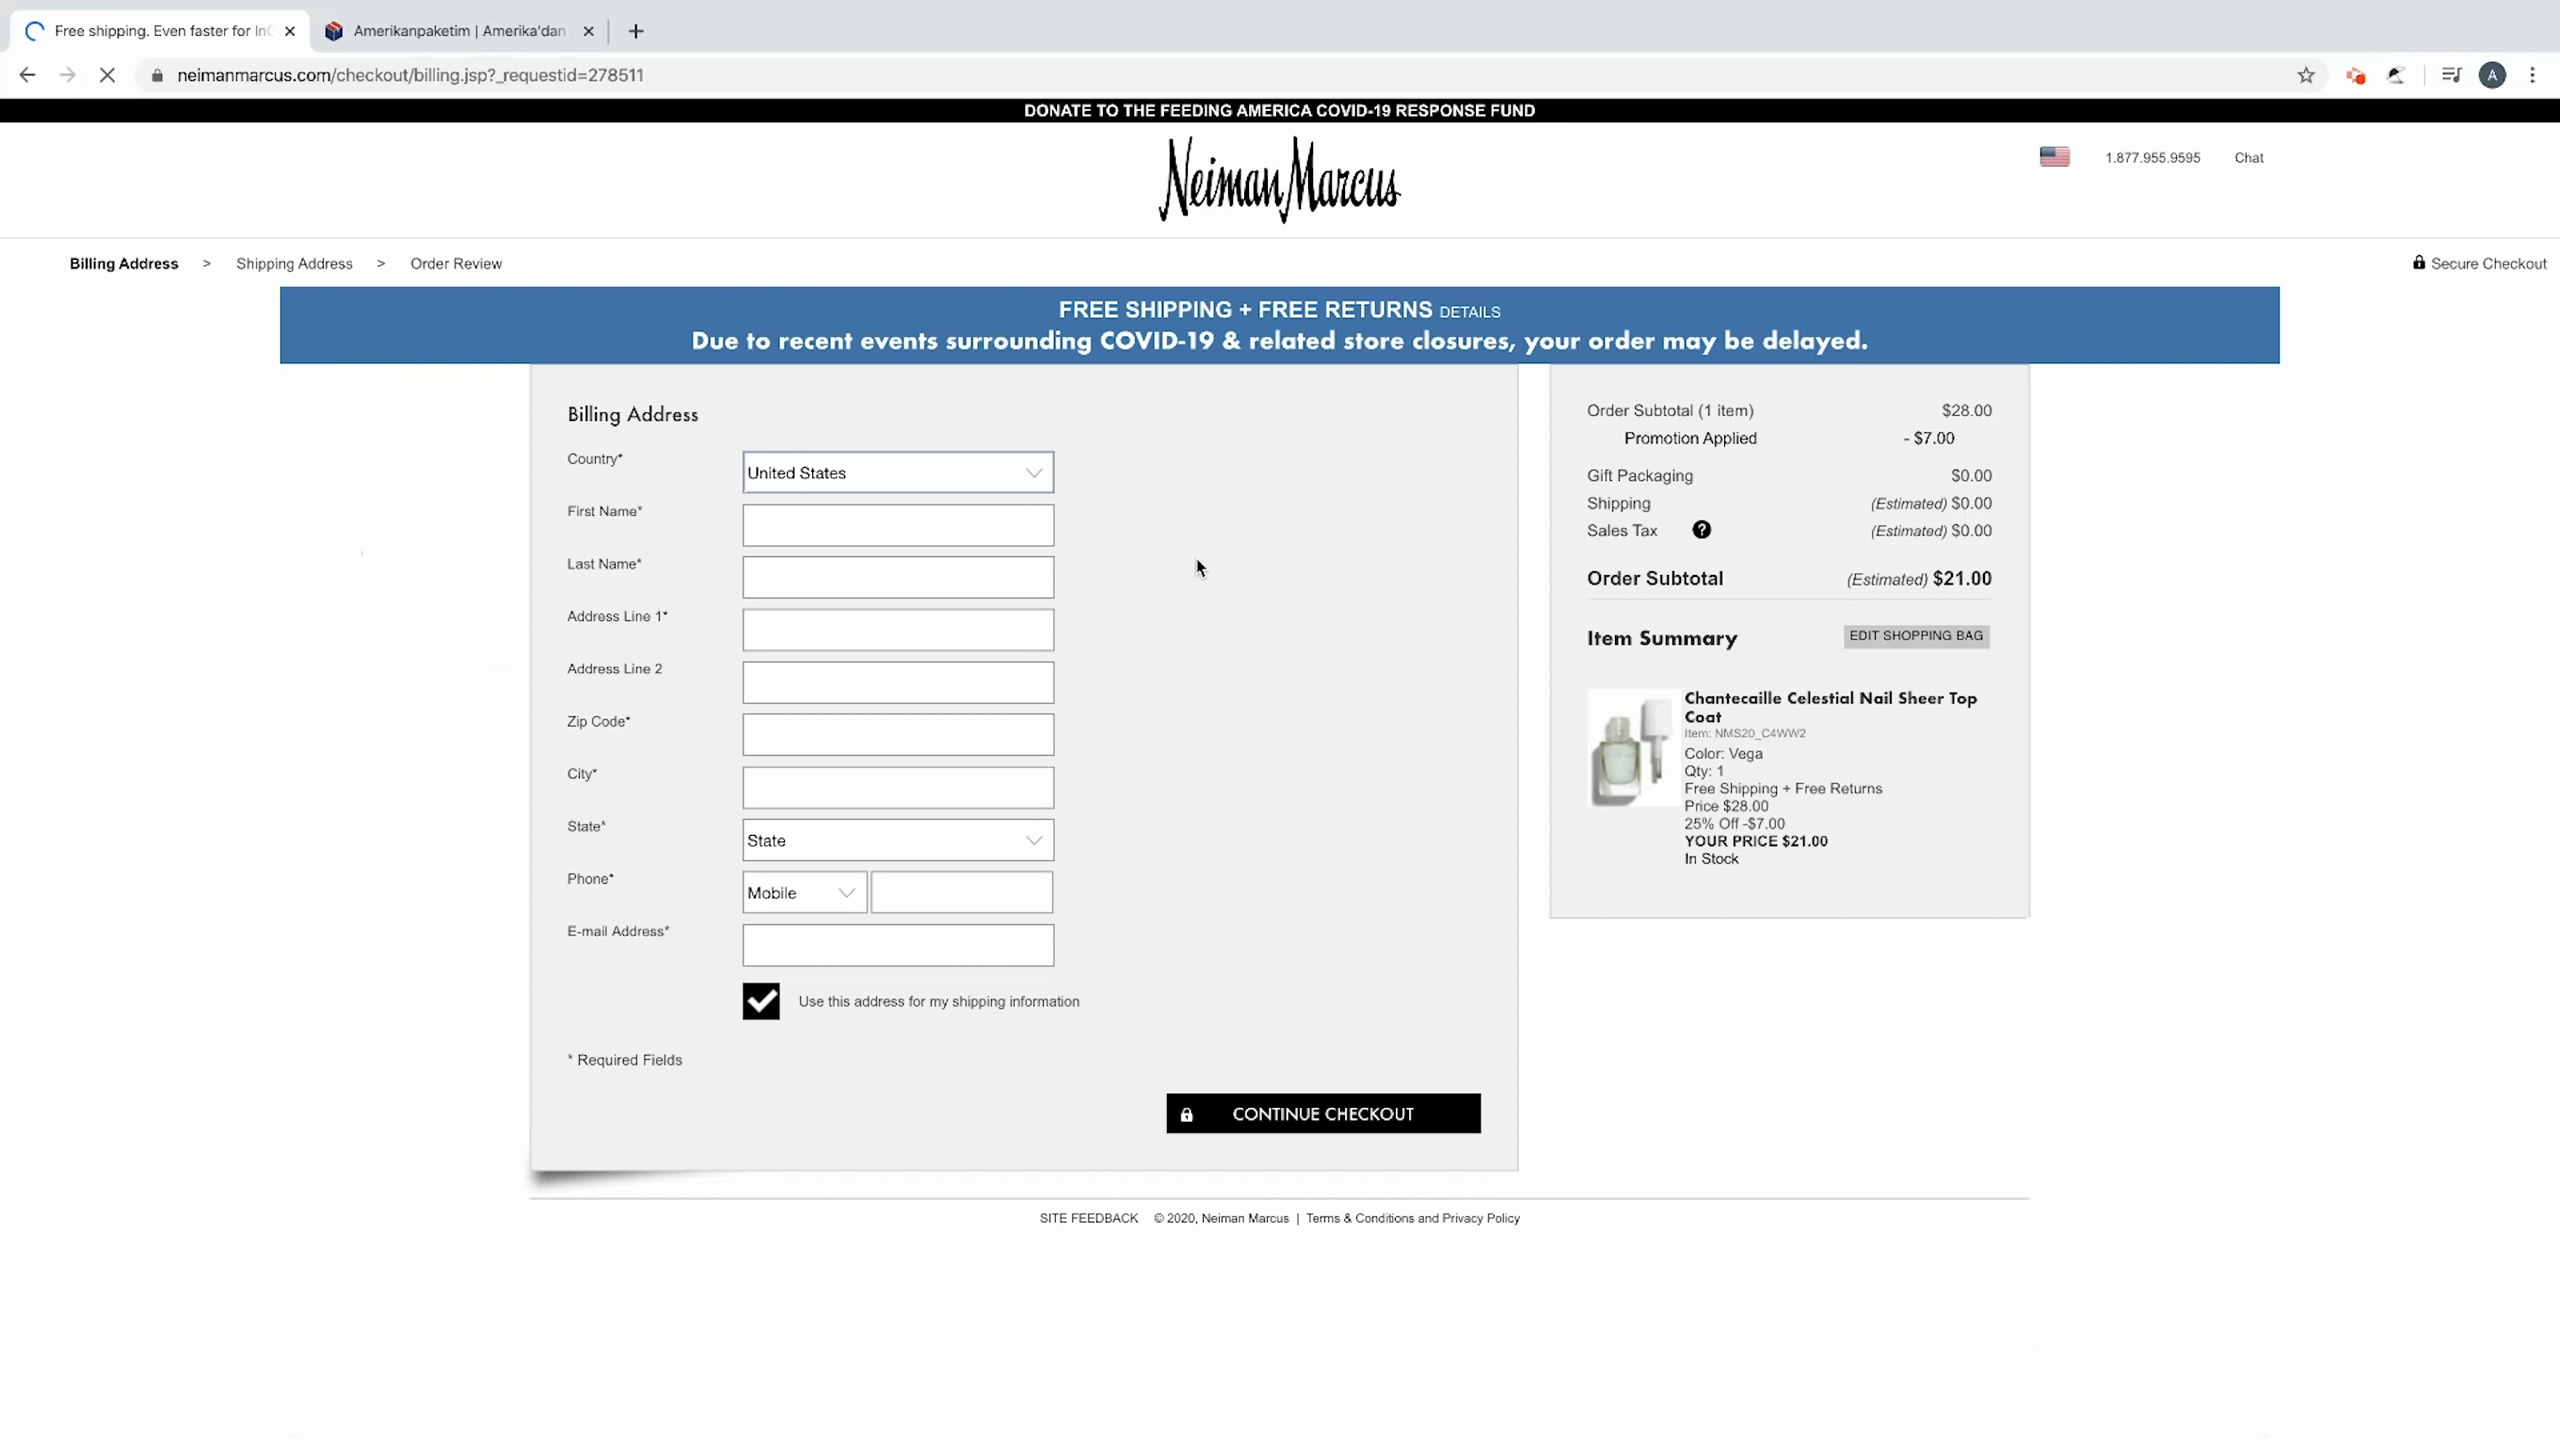 Free shipping. Even faster for InC
Amerikanpaketim | Amerika'dan
neimanmarcus.com/checkout/billing.jsp?_requestid=278511
A
DONATE TO THE FEEDING AMERICA COVID-19 RESPONSE FUND
Neiman Marcus
1.877.955.9595
Chat
Billing Address > Shipping Address > Order Review
Secure Checkout
FREE SHIPPING + FREE RETURNS DETAILS
Due to recent events surrounding COVID-19 & related store closures, your order may be delayed.
Billing Address
Country*
United States
First Name*
Last Name*
Address Line 1*
Address Line 2
Zip Code*
City*
State*
State
Phone*
Mobile
E-mail Address*
Use this address for my shipping information
* Required Fields
CONTINUE CHECKOUT
Order Subtotal (1 item) $28.00
Promotion Applied - $7.00
Gift Packaging $0.00
Shipping (Estimated) $0.00
Sales Tax ? (Estimated) $0.00
Order Subtotal (Estimated) $21.00
Item Summary
EDIT SHOPPING BAG
Chantecaille Celestial Nail Sheer Top
Coat
Item: NMS20_C4WW2
Color: Vega
Qty: 1
Free Shipping + Free Returns
Price $28.00
25% Off -$7.00
YOUR PRICE $21.00
In Stock
SITE FEEDBACK © 2020, Neiman Marcus | Terms & Conditions and Privacy Policy